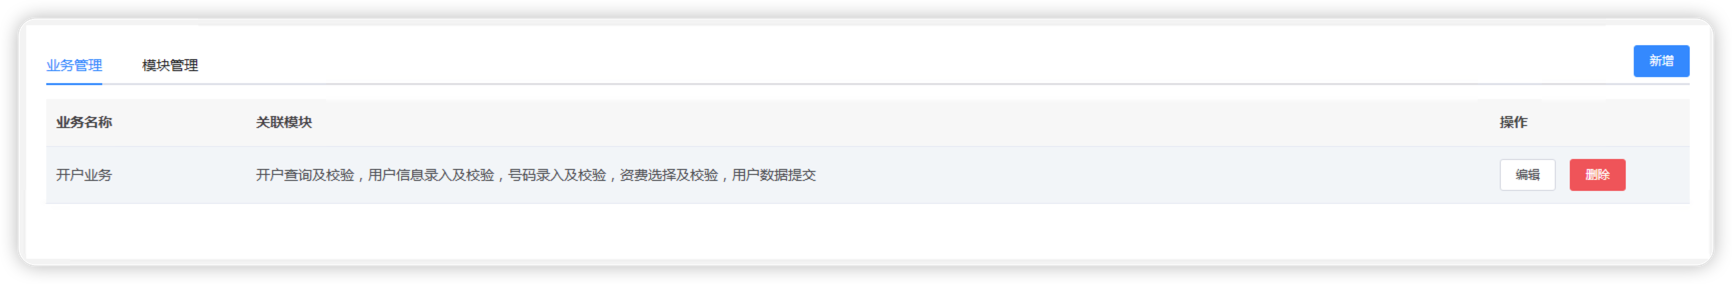 业务管理 模块管理 新增
业务名称 关联模块 操作
开户业务 开户查询及校验，用户信息录入及校验，号码录入及校验，资费选择及校验，用户数据提交 编辑 删除